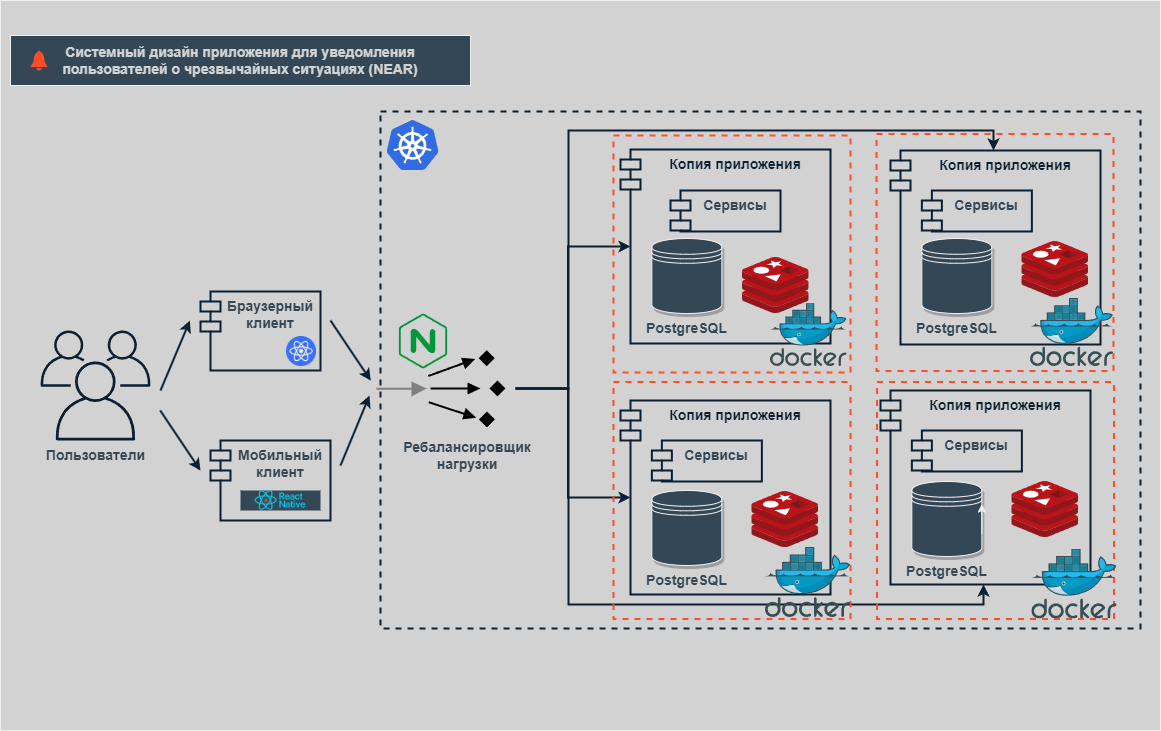 Системный дизайн приложения для уведомления
пользователей о чрезвычайных ситуациях (NEAR)
Пользователи
Браузерный
клиент
Мобильный
клиент
React
Native
N
Ребалансировщик
нагрузки
Копия приложения
Сервисы
PostgreSQL
docker
Копия приложения
Сервисы
PostgreSQL
docker
Копия приложения
Сервисы
PostgreSQL
docker
Копия приложения
Сервисы
PostgreSQL
docker